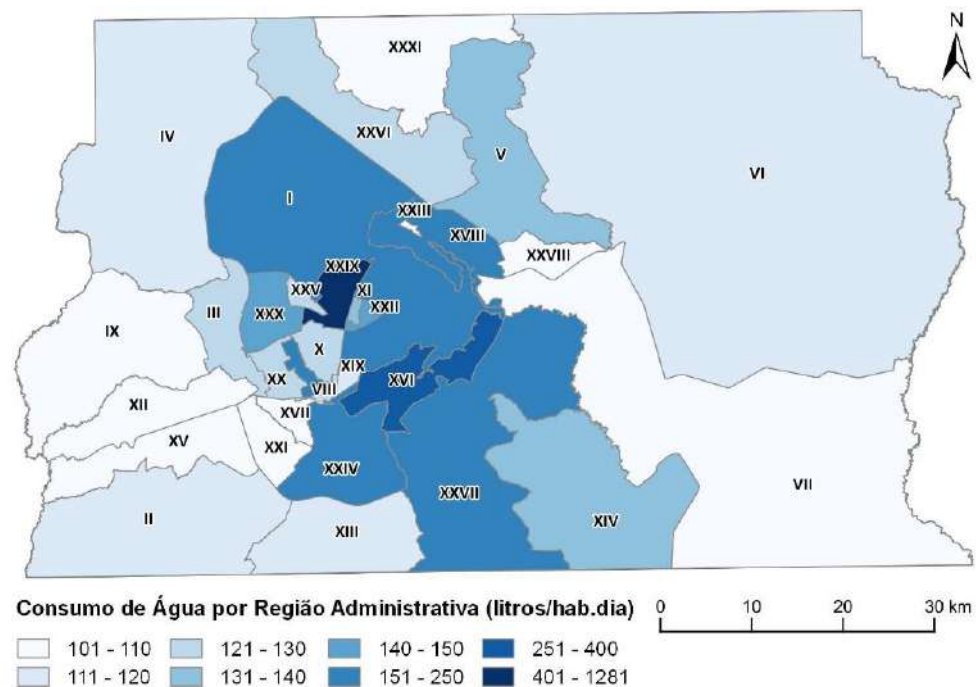 N
XXXI
IV
XXVI
V
VI
I
XXIII
XVIII
XXVIII
XXIX
XXV
XI
XXII
III
XXX
IX
X
XIX
XX
XVI
VIII
XII
XVII
XV
XXI
XXIV
XXVII
VII
II
XIII
XIV
Consumo de Água por Região Administrativa (litros/hab.dia)
0 10 20 30 km
101 - 110 121 - 130 140 - 150 251 - 400
111 - 120 131 - 140 151 - 250 401 - 1281